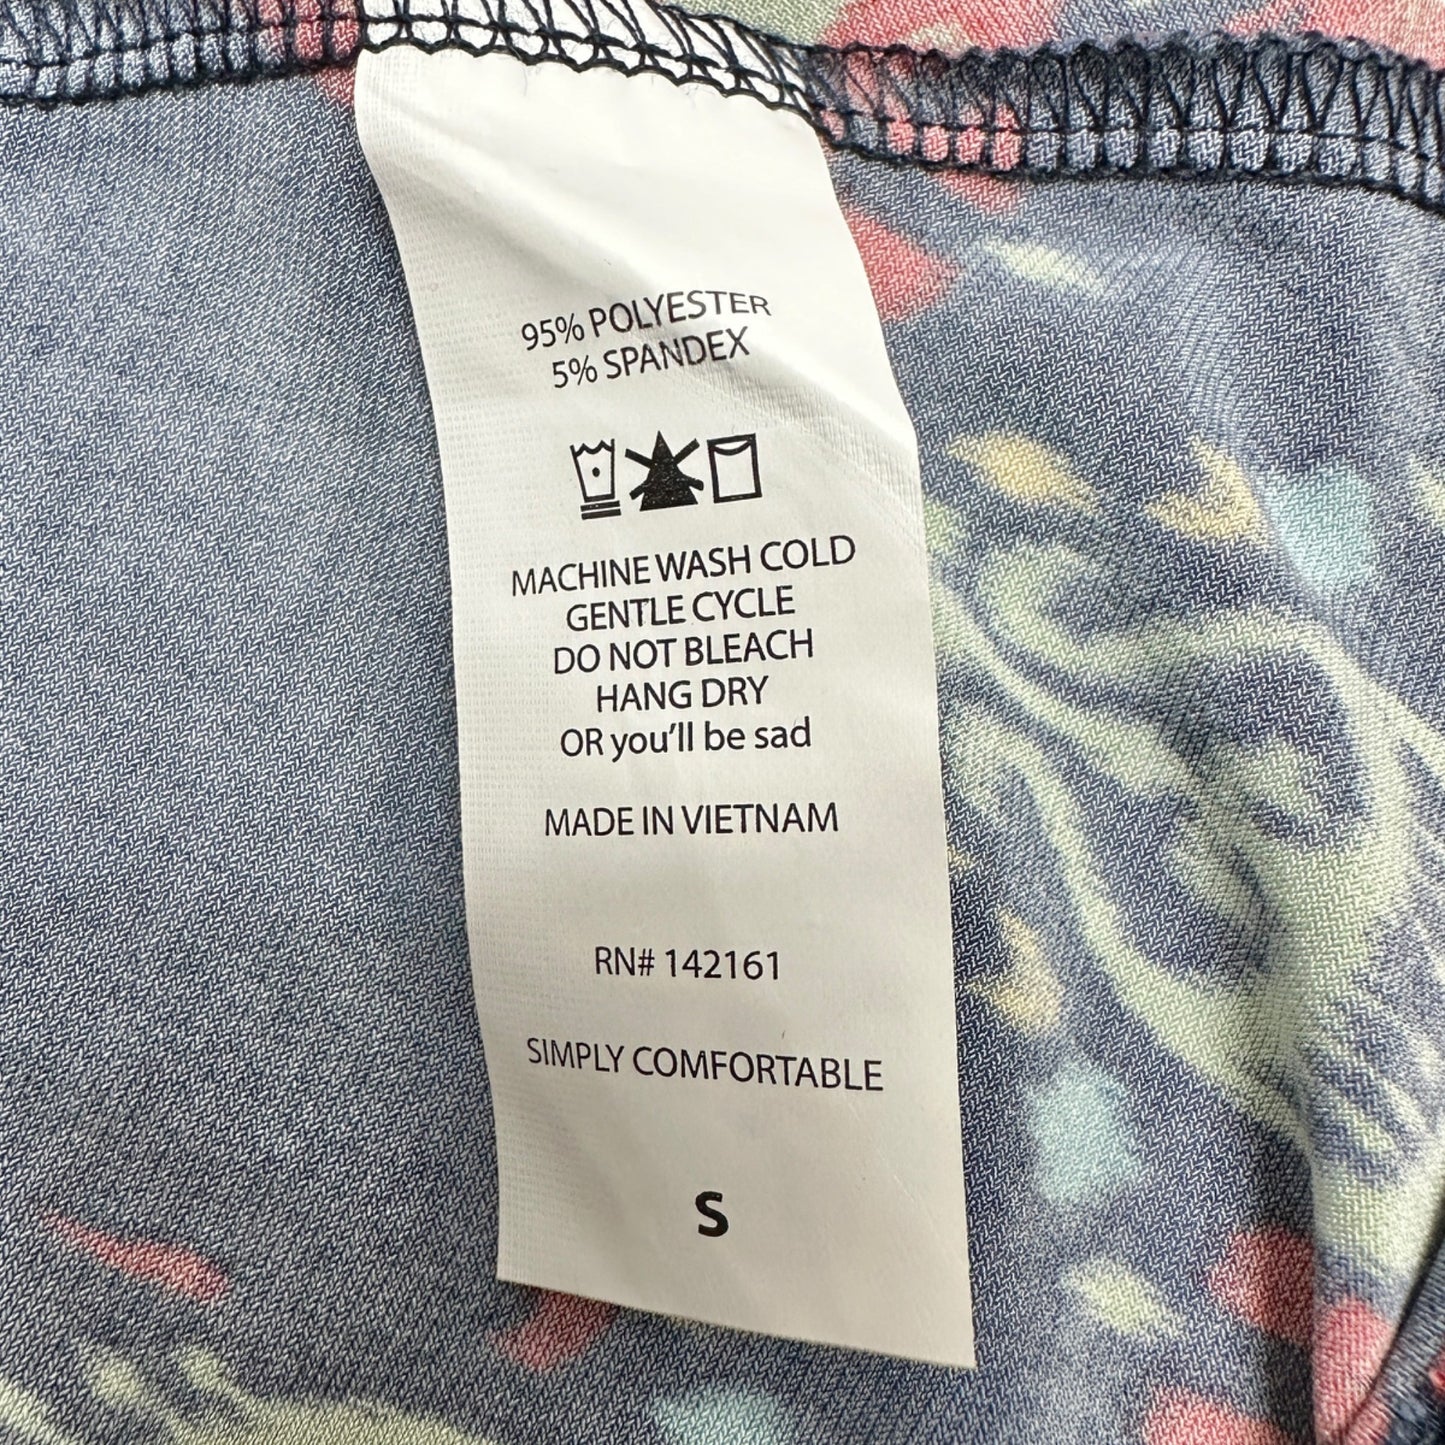 95% POLYESTER
5% SPANDEX
MACHINE WASH COLD
GENTLE CYCLE
DO NOT BLEACH
HANG DRY
OR you'll be sad
MADE IN VIETNAM
RN# 142161
SIMPLY COMFORTABLE
S